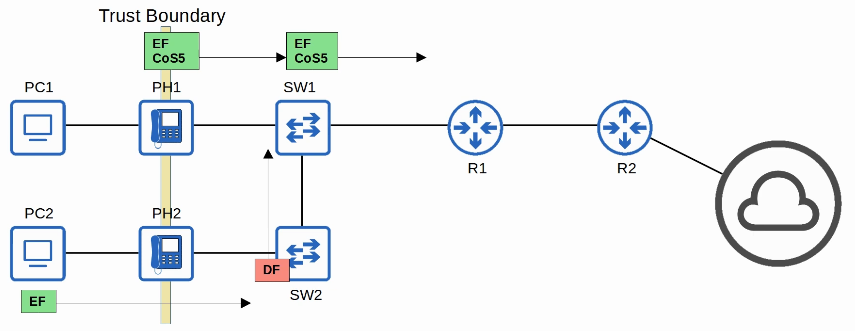 Trust Boundary
EF
CoS5
EF
CoS5
PC1
PH1
SW1
R1
R2
PC2
PH2
DF
SW2
EF